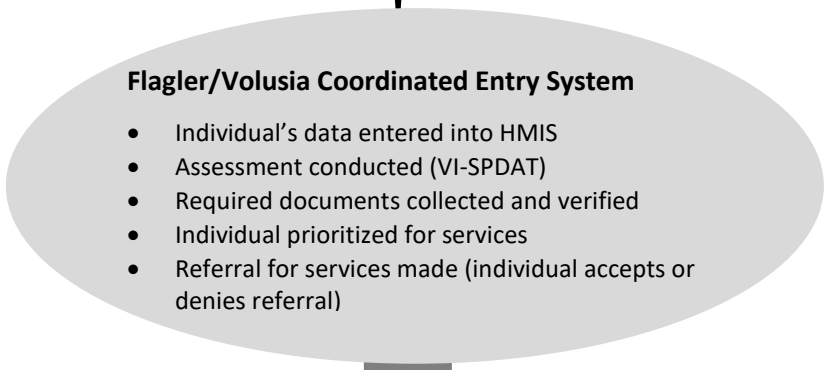 Flagler/Volusia Coordinated Entry System
• Individual's data entered into HMIS
• Assessment conducted (VI-SPDAT)
• Required documents collected and verified
• Individual prioritized for services
• Referral for services made (individual accepts or
denies referral)